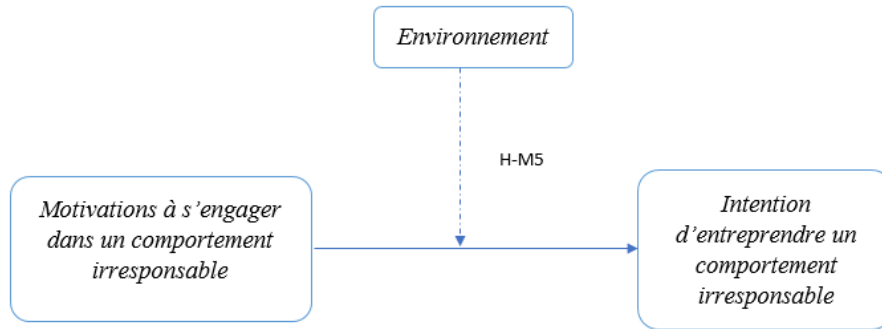 Environnement
H-M5
Motivations à s’engager
dans un comportement
irresponsable
Intention
d’entreprendre un
comportement
irresponsable